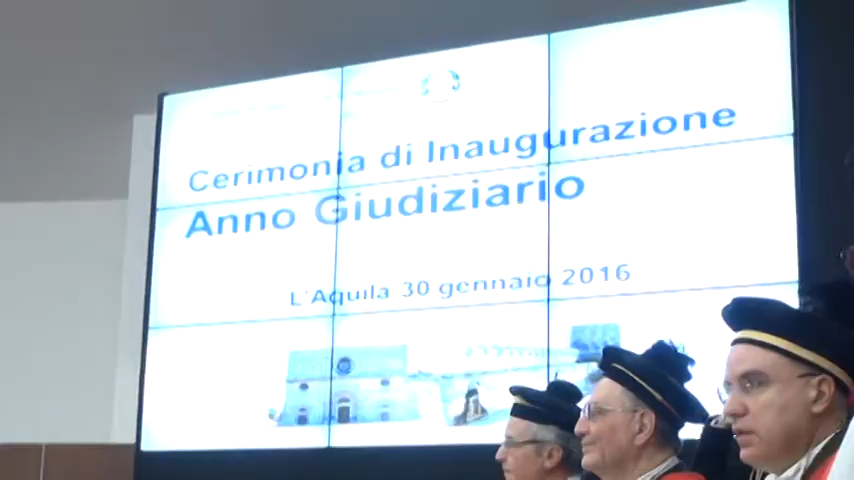 Cerimonia di Inaugurazione
Anno Giudiziario
L'Aquila 30 gennaio 2016